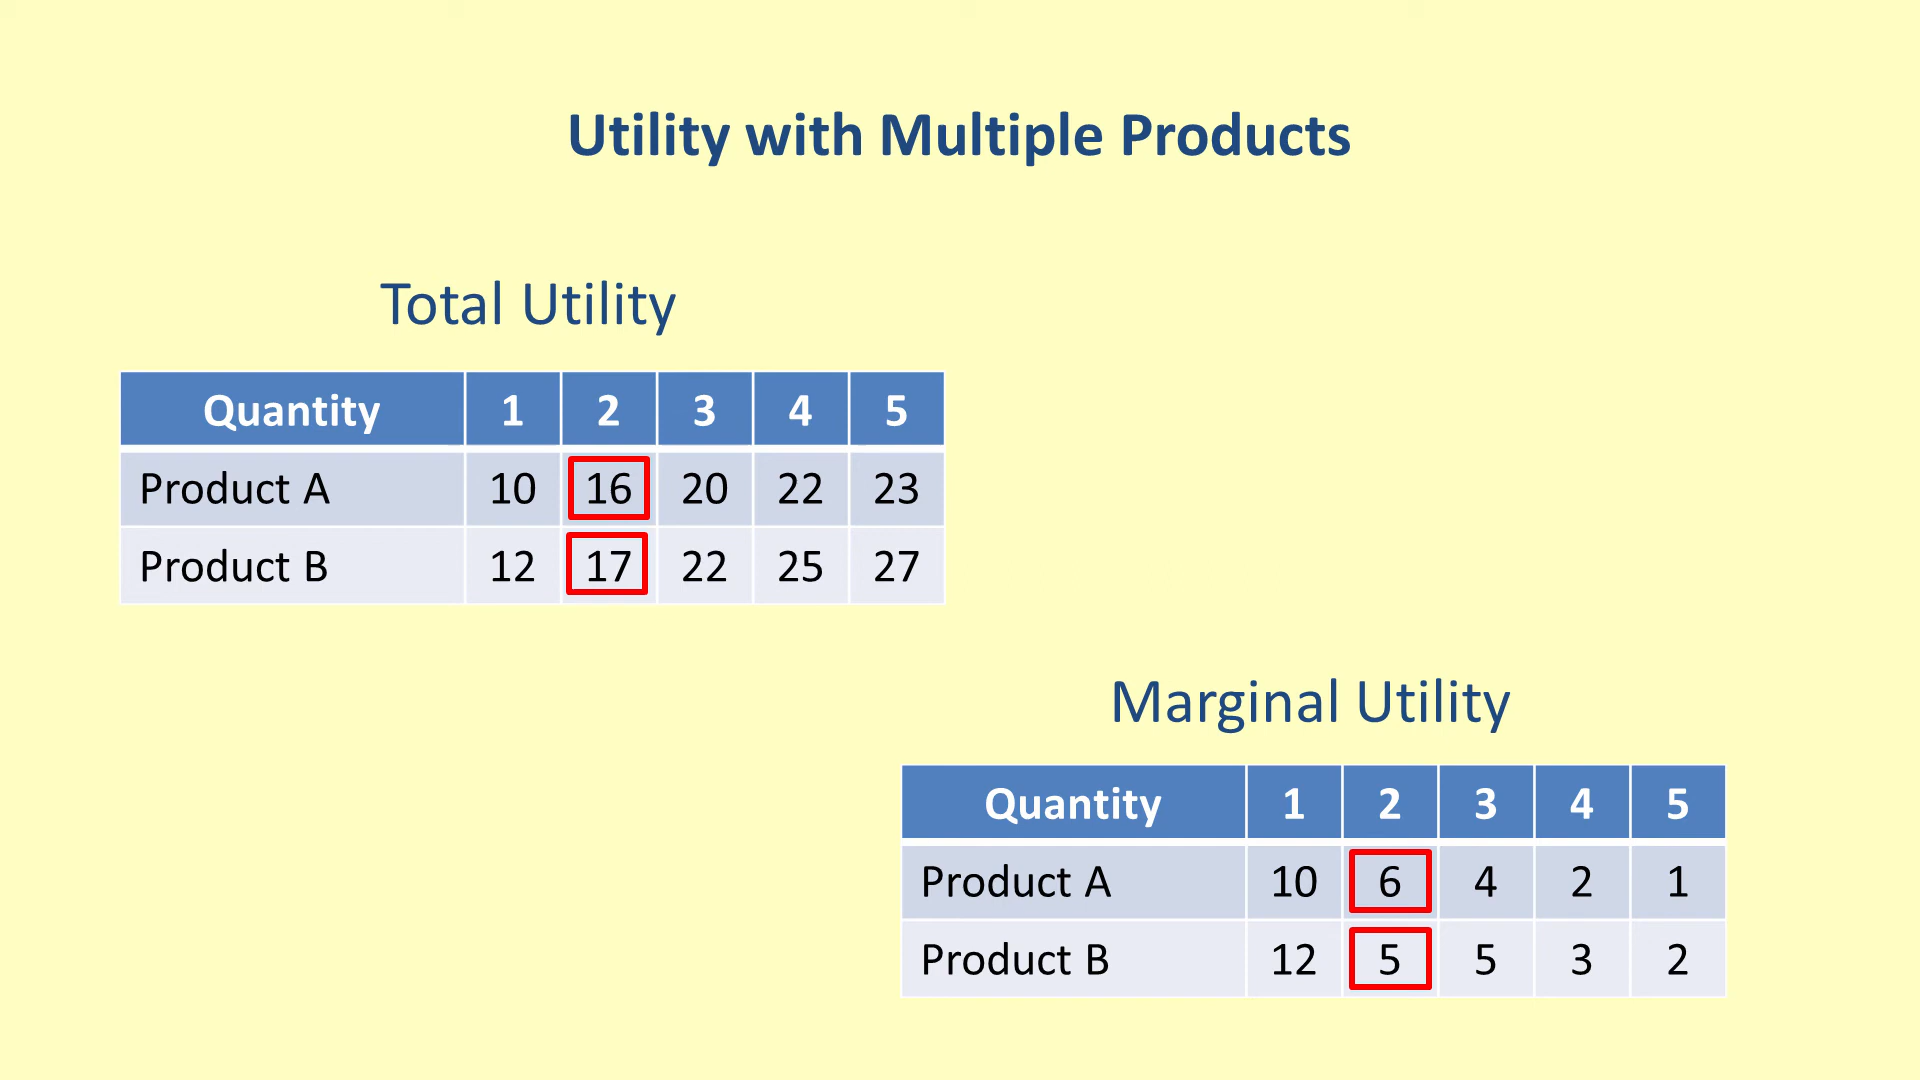 Utility with Multiple Products
Total Utility
Quantity 1 2 3 4 5
Product A 10 16 20 22 23
Product B 12 17 22 25 27
Marginal Utility
Quantity 1 2 3 4 5
Product A 10 6 4 2 1
Product B 12 5 5 3 2